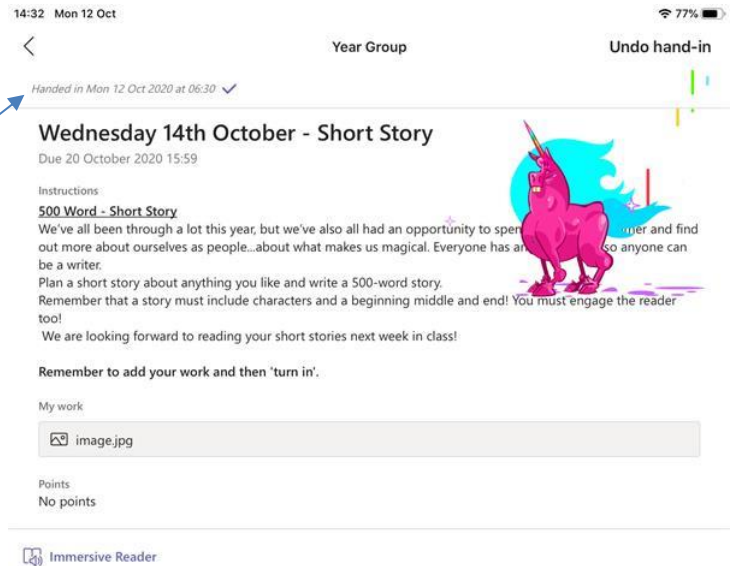 14:32 Mon 12 Oct
77%
Year Group
Undo hand-in
Handed in Mon 12 Oct 2020 at 06:30
Wednesday 14th October - Short Story
Due 20 October 2020 15:59
Instructions
500 Word - Short Story
We've all been through a lot this year, but we've also all had an opportunity to and find
out more about ourselves as people...about what makes us magical. Everyone has so anyone can
be a writer.
Plan a short story about anything you like and write a 500-word story.
Remember that a story must include characters and a beginning middle and end! You must engage the reader
too!
We are looking forward to reading your short stories next week in class!
Remember to add your work and then 'turn in'.
My work
image.jpg
Points
No points
Immersive Reader